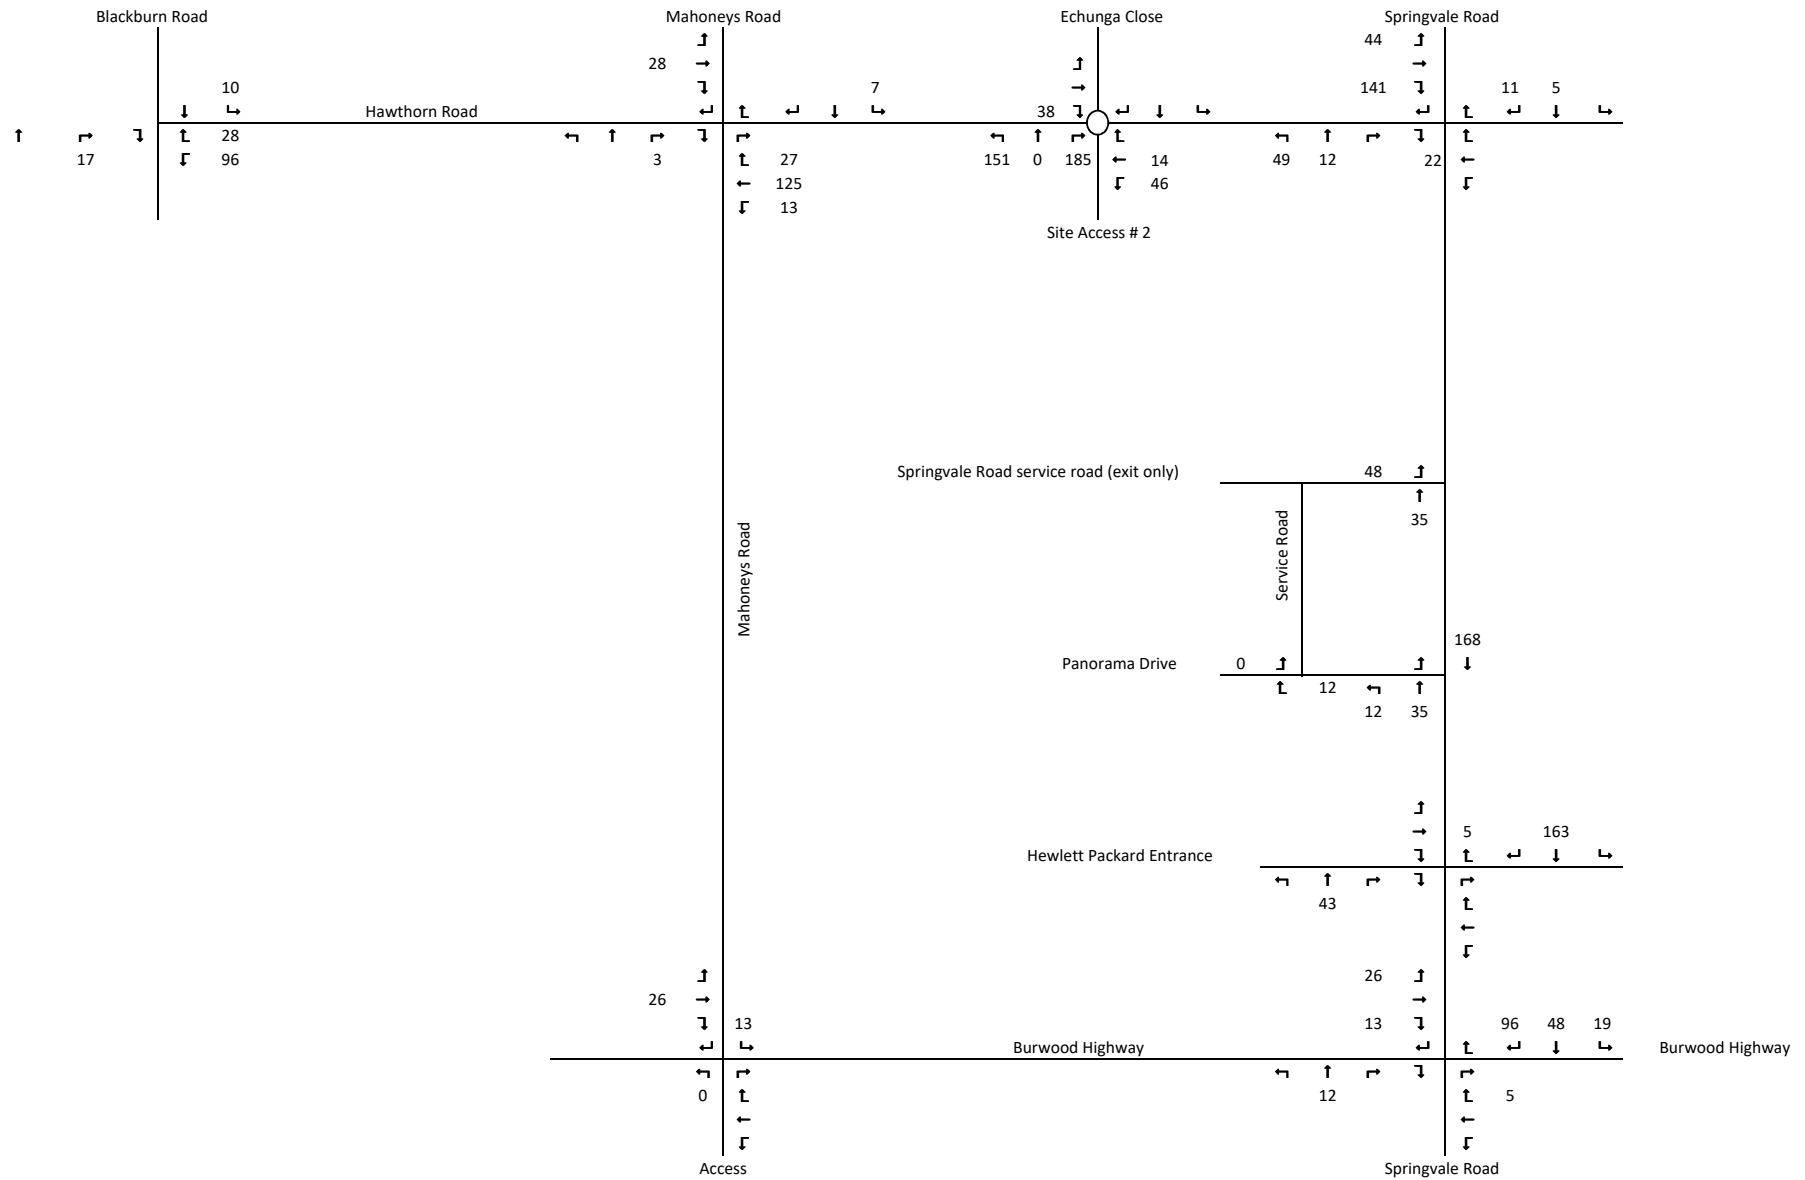 Blackburn Road Mahoneys Road Echunga Close Springvale Road
44
28
10 7 141 11 5
Hawthorn Road 38
28
17 96 3 27 151 0 185 14 49 12 22
125 46
13
Site Access # 2
Springvale Road service road (exit only) 48
35
Service Road
Mahoneys Road
168
Panorama Drive 0
12
12 35
5 163
Hewlett Packard Entrance
43
26
26
13 13 96 48 19
Burwood Highway Burwood Highway
0 12 5
Access Springvale Road